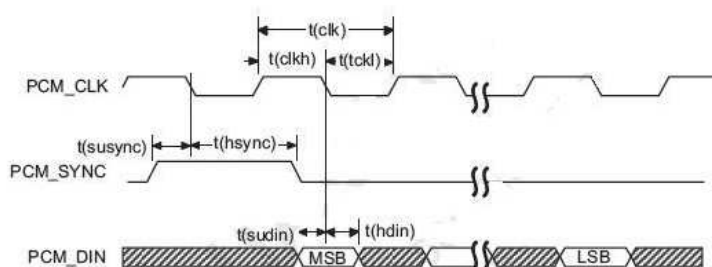 t(clk)
t(clkh) t(tckl)
PCM_CLK
t(susync) t(hsync)
PCM_SYNC
t(sudin) t(hdin)
PCM_DIN MSB LSB